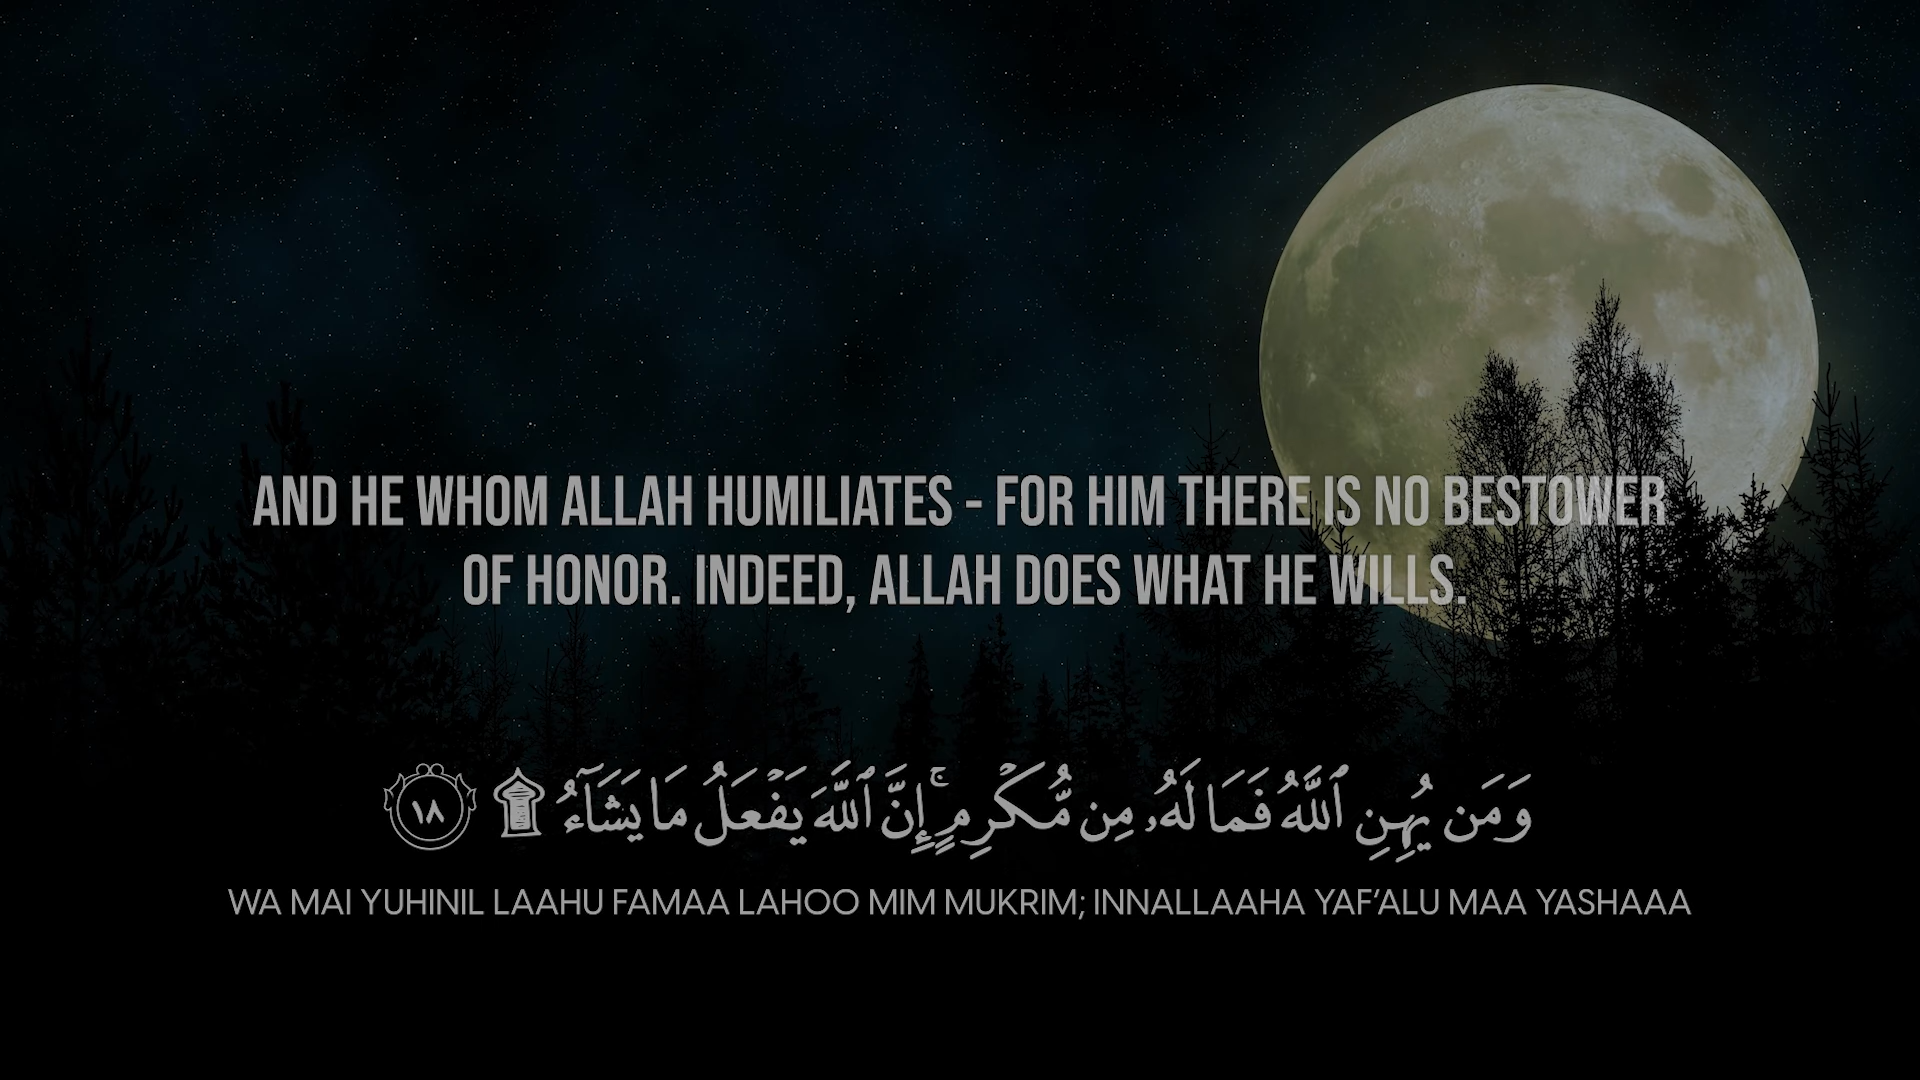 AND HE WHOM ALLAH HUMILIATES - FOR HIM THERE IS NO BESTOWER
OF HONOR. INDEED, ALLAH DOES WHAT HE WILLS.
وَمَن يُهِنِ ٱللَّهُ فَمَا لَهُۥ مِن مُّكْرِمٍ ۚ إِنَّ ٱللَّهَ يَفْعَلُ مَا يَشَآءُ ۩ ١٨
WA MAI YUHINIL LAAHU FAMAA LAHOO MIM MUKRIM; INNALLAAHA YAF'ALU MAA YASHAAA